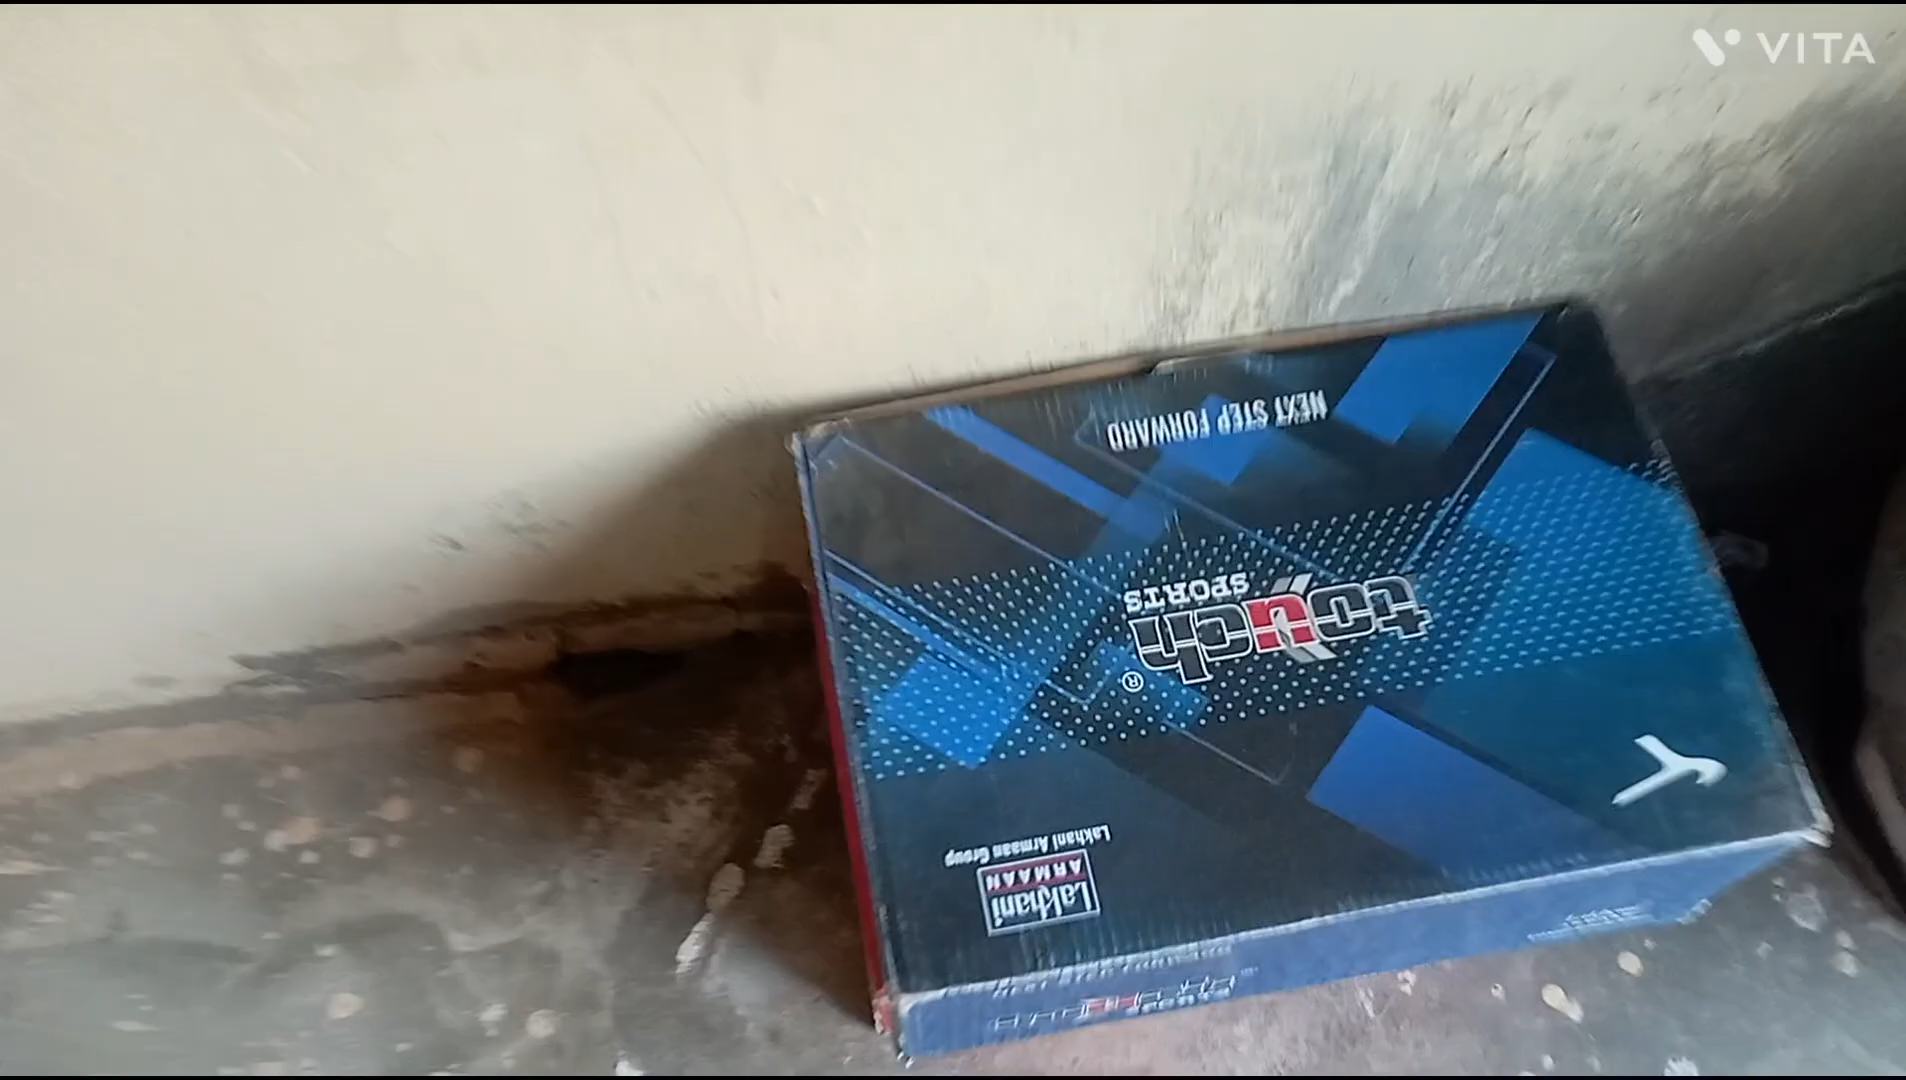 VITA
NEXT STEP FORWARD
touch®
SPORTS
Lakhani
ARMAAN
Lakhani Armaan Group